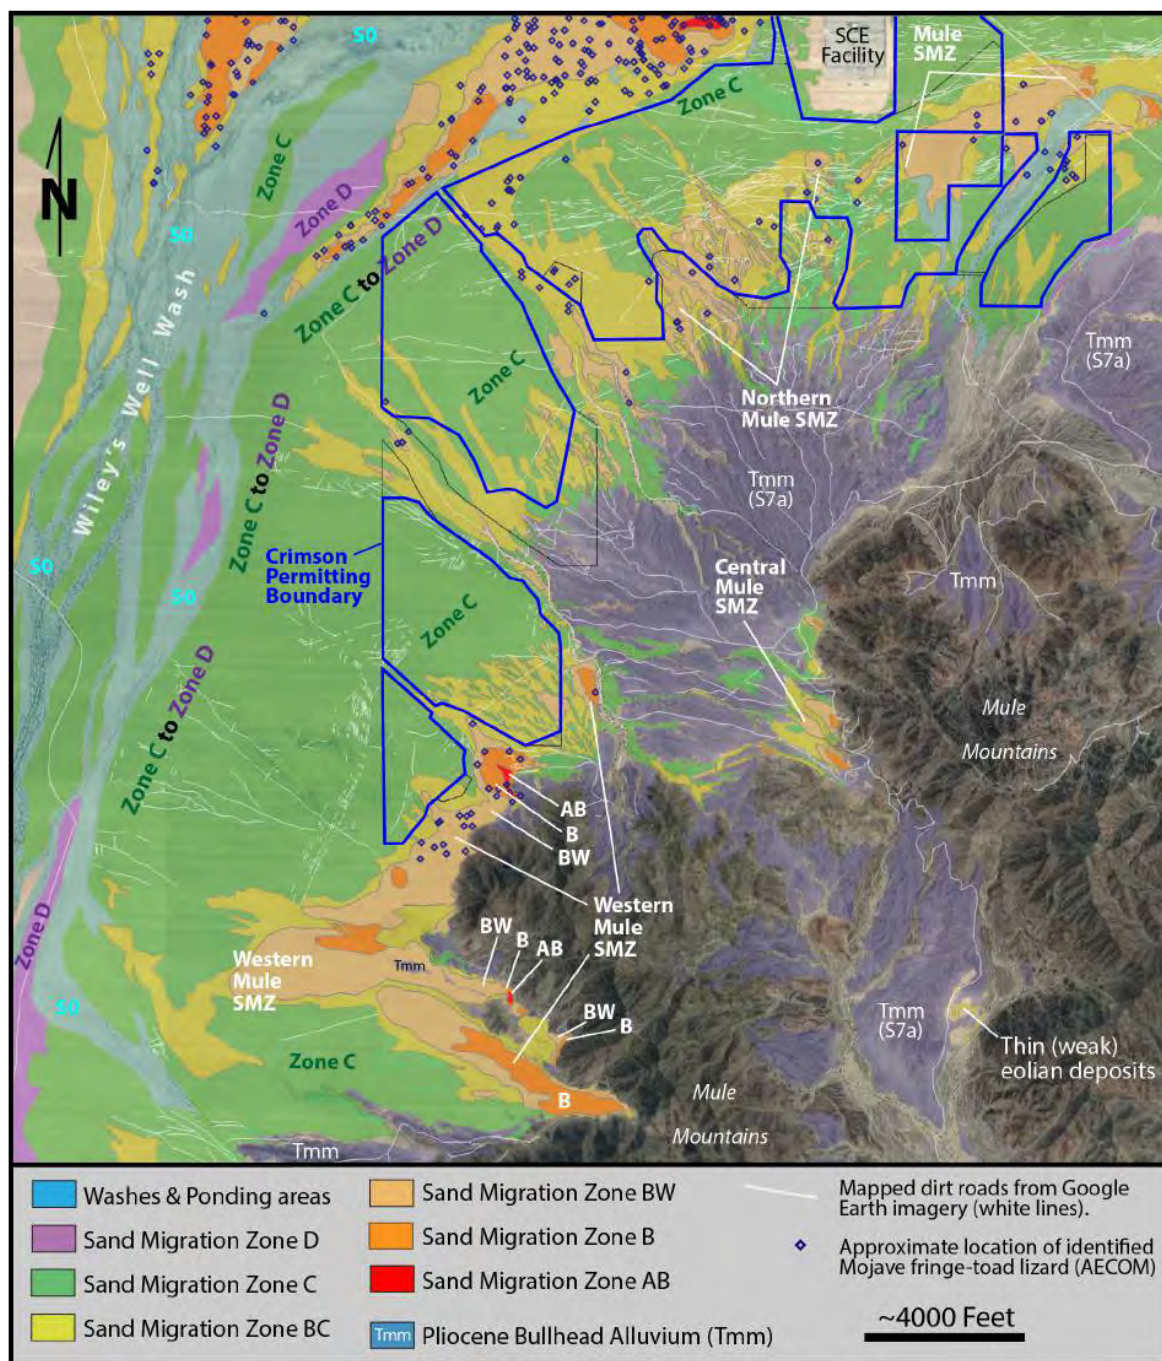 S0
SCE
Facility
Mule
SMZ
Zone C
Zone C
N
Zone D
S0
Zone C to Zone D
Wiley's Well Wash
Tmm
(S7a)
Zone C
Northern
Mule SMZ
Zone C to Zone D
Tmm
(S7a)
S0
Crimson
Permitting
Boundary
S0
Central
Mule
SMZ
Tmm
Zone C
Zone C to Zone D
Mule
Mountains
AB
B
BW
Zone D
Western
Mule
SMZ
BW
B
AB
Western
Mule
SMZ
Tmm
S0
BW
B
Tmm
(S7a)
Thin (weak)
eolian deposits
Zone C
B
Mule
Mountains
Tmm
Washes & Ponding areas
Sand Migration Zone D
Sand Migration Zone C
Sand Migration Zone BC
Sand Migration Zone BW
Sand Migration Zone B
Sand Migration Zone AB
Tmm Pliocene Bullhead Alluvium (Tmm)
Mapped dirt roads from Google
Earth imagery (white lines).
Approximate location of identified
Mojave fringe-toad lizard (AECOM)
~4000 Feet